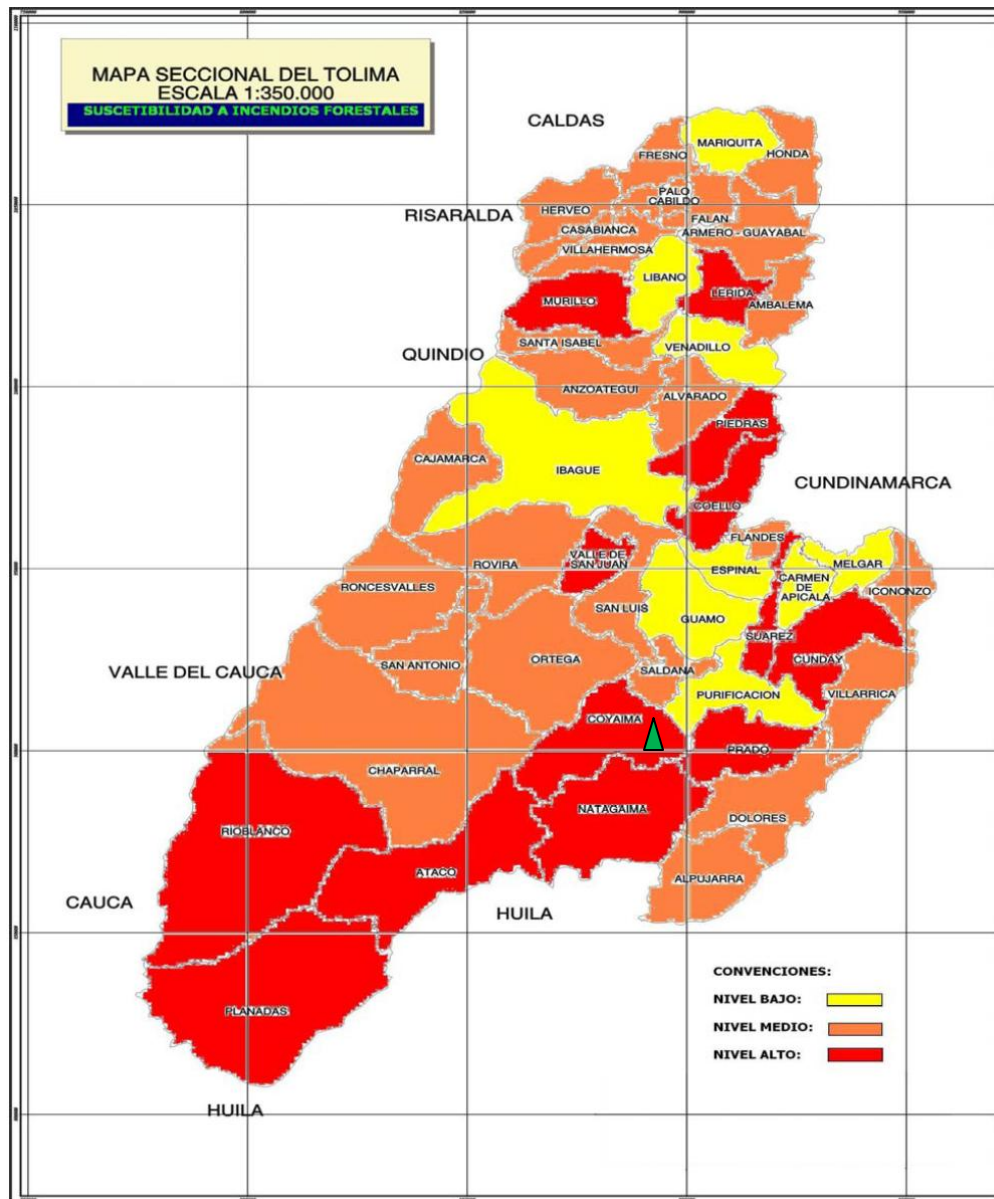 MAPA SECCIONAL DEL TOLIMA
ESCALA 1:350.000
SUSCETIBILIDAD A INCENDIOS FORESTALES
CALDAS
MARIQUITA
FRESNO
HONDA
PALO
CABILDO
RISARALDA
HERVEO
FALAN
CASABIANCA
ARMERO - GUAYABAL
VILLAHERMOSA
LIBANO
MURILLO
LERIDA
AMBALEMA
SANTA ISABEL
VENADILLO
QUINDIO
ANZOATEGUI
ALVARADO
PIEDRAS
CAJAMARCA
IBAGUE
CUNDINAMARCA
COELLO
FLANDES
VALLE DE
SAN JUAN
ROVIRA
ESPINAL
MELGAR
CARMEN
DE
APICALA
RONCESVALLES
ICONONZO
SAN LUIS
GUAMO
SUAREZ
VALLE DEL CAUCA
SAN ANTONIO
ORTEGA
SALDANA
CUNDAY
PURIFICACION
VILLARRICA
COYAIMA
PRADO
CHAPARRAL
NATAGAIMA
DOLORES
RIOBLANCO
ATACO
ALPUJARRA
CAUCA
HUILA
CONVENCIONES:
NIVEL BAJO:
NIVEL MEDIO:
NIVEL ALTO:
PLANADAS
HUILA